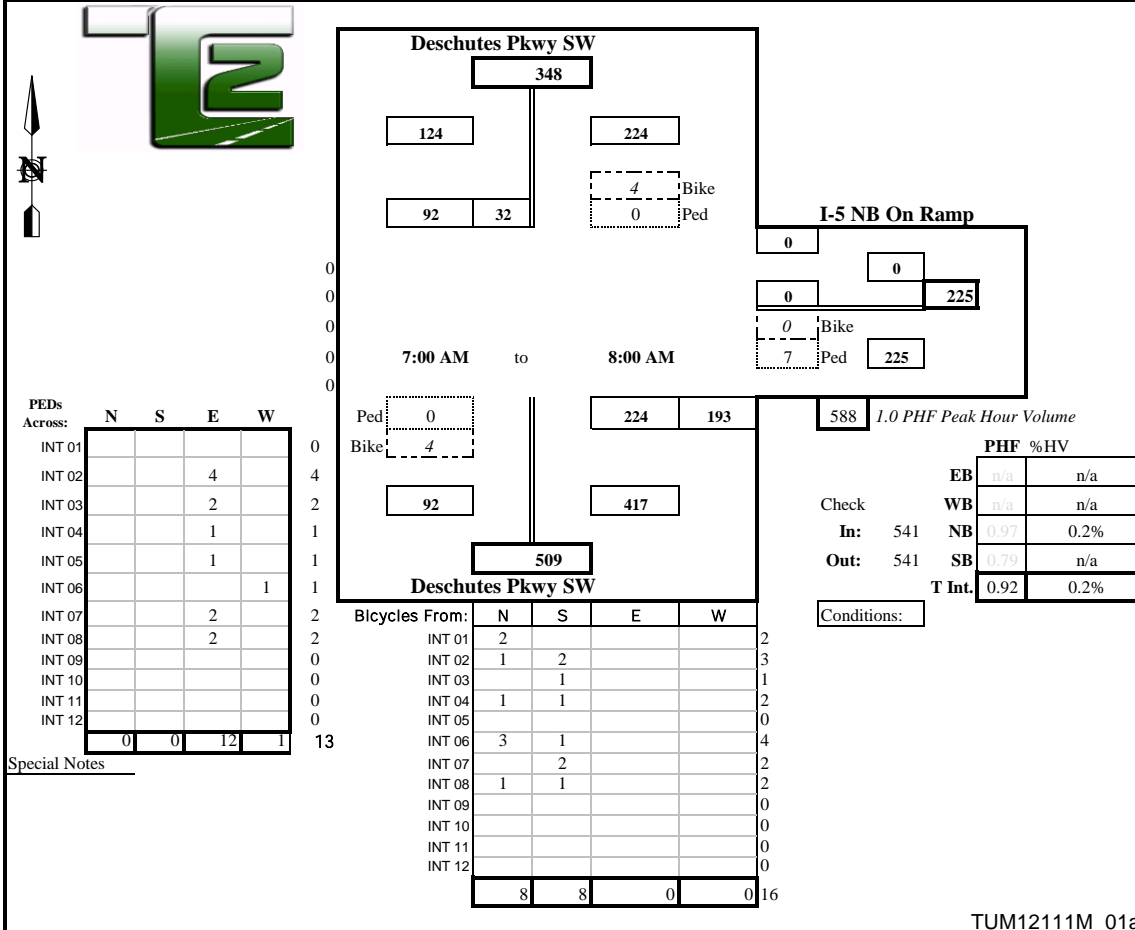 T2
N
Deschutes Pkwy SW
348
124 224
4 Bike
92 32 0 Ped
I-5 NB On Ramp
0
0 0
0 0 225
0 0 Bike
0 7:00 AM to 8:00 AM 7 Ped 225
0
Ped 0 224 193 588 1.0 PHF Peak Hour Volume
Bike 4
92 417
509
Deschutes Pkwy SW
PHF %HV
EB n/a n/a
Check WB n/a n/a
In: 541 NB 0.97 0.2%
Out: 541 SB 0.79 n/a
T Int. 0.92 0.2%
Conditions:
PEDs Across: N S E W
INT 01 0
INT 02 4 4
INT 03 2 2
INT 04 1 1
INT 05 1 1
INT 06 1 1
INT 07 2 2
INT 08 2 2
INT 09 0
INT 10 0
INT 11 0
INT 12 0
0 0 12 1 13
Special Notes
Bicycles From: N S E W
INT 01 2 2
INT 02 1 2 3
INT 03 1 1
INT 04 1 1 2
INT 05 0
INT 06 3 1 4
INT 07 2 2
INT 08 1 1 2
INT 09 0
INT 10 0
INT 11 0
INT 12 0
8 8 0 0 16
TUM12111M_01a